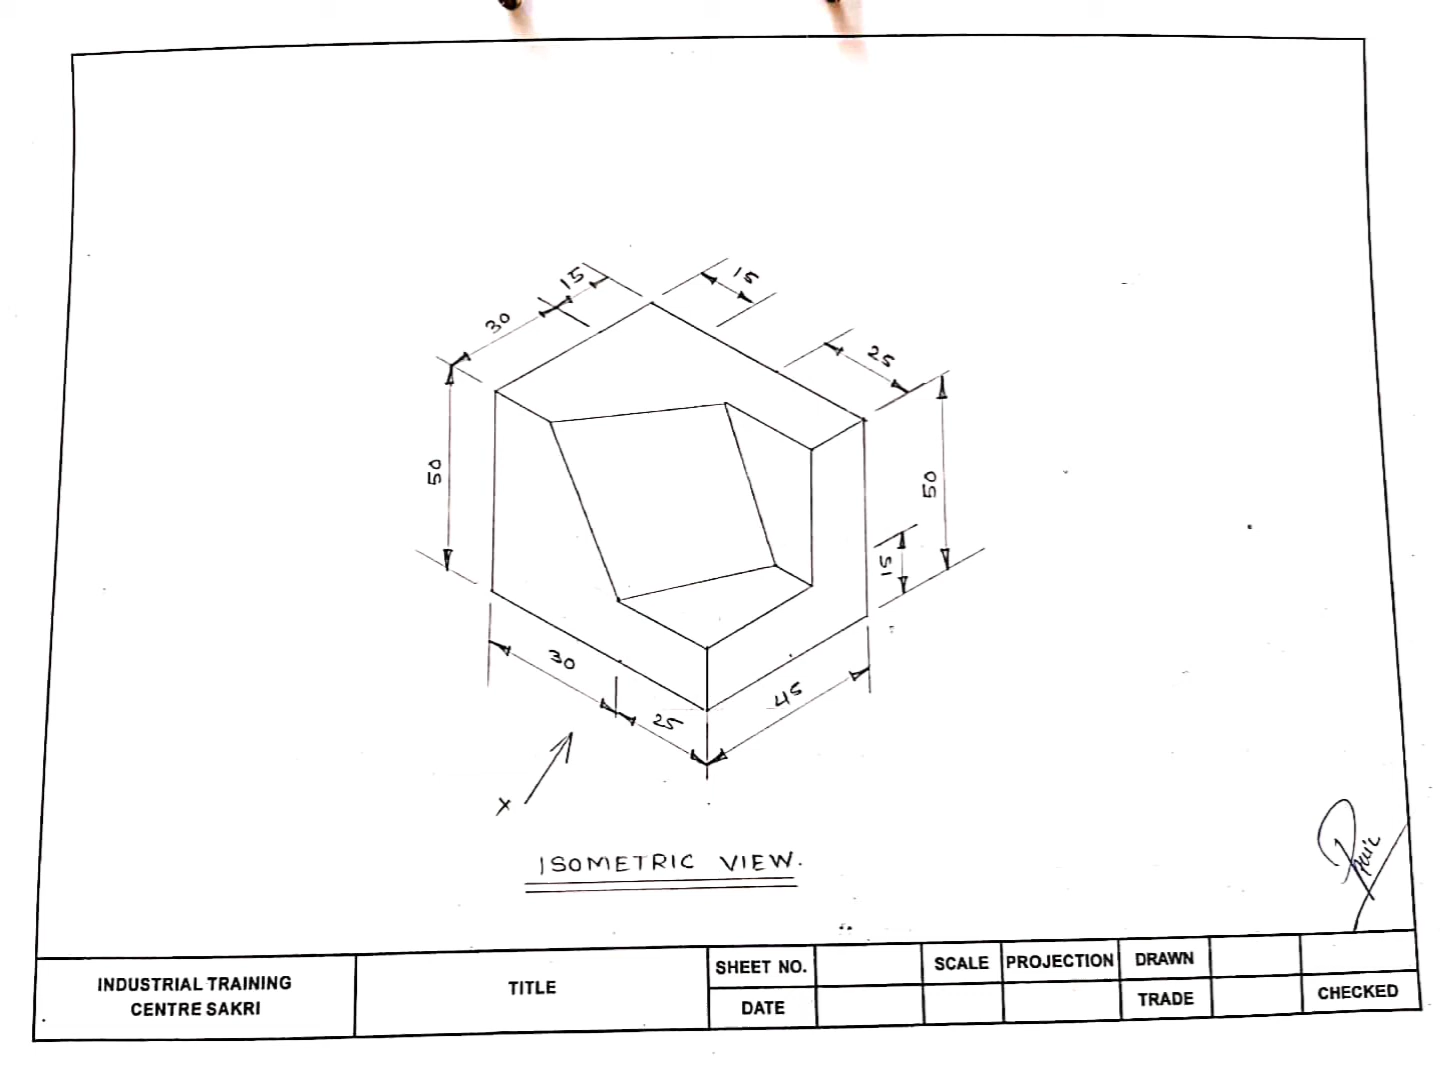 15
15
30
25
50
50
15
30
25
45
X
ISOMETRIC VIEW.
INDUSTRIAL TRAINING
CENTRE SAKRI
TITLE
SHEET NO.
DATE
SCALE
PROJECTION
DRAWN
TRADE
CHECKED